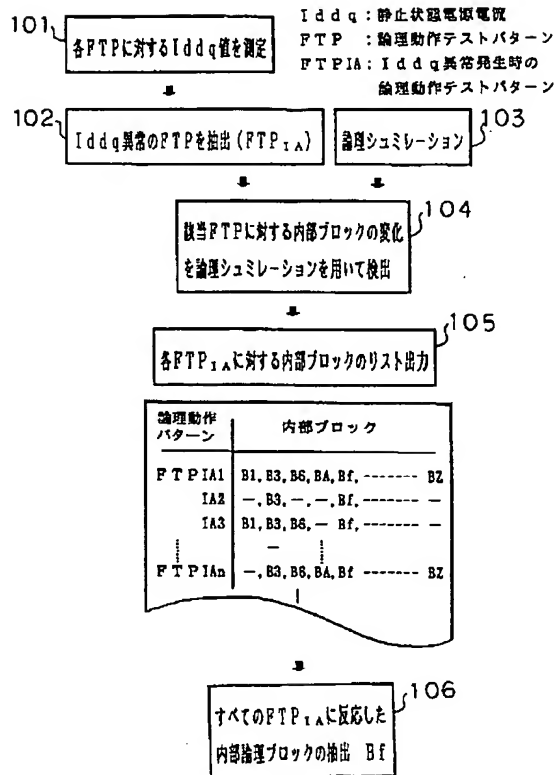 Iddq：静止状態電源電流
FTP：論理動作テストパターン
FTPIA：Iddq異常発生時の
論理動作テストパターン
101
各FTPに対するIddq値を測定
102
Iddq異常のFTPを抽出(FTPIA)
103
論理シュミレーション
104
該当FTPに対する内部ブロックの変化
を論理シュミレーションを用いて検出
105
各FTPIAに対する内部ブロックのリスト出力
論理動作
パターン
内部ブロック
FTPIA1 B1,B3,B6,BA,Bf,------- BZ
IA2 —,B3,—,—,Bf,------- —
IA3 B1,B3,B6,— Bf,------- —
FTPIAn —,B3,B6,BA,Bf ------- BZ
106
すべてのFTPIAに反応した
内部論理ブロックの抽出 Bf